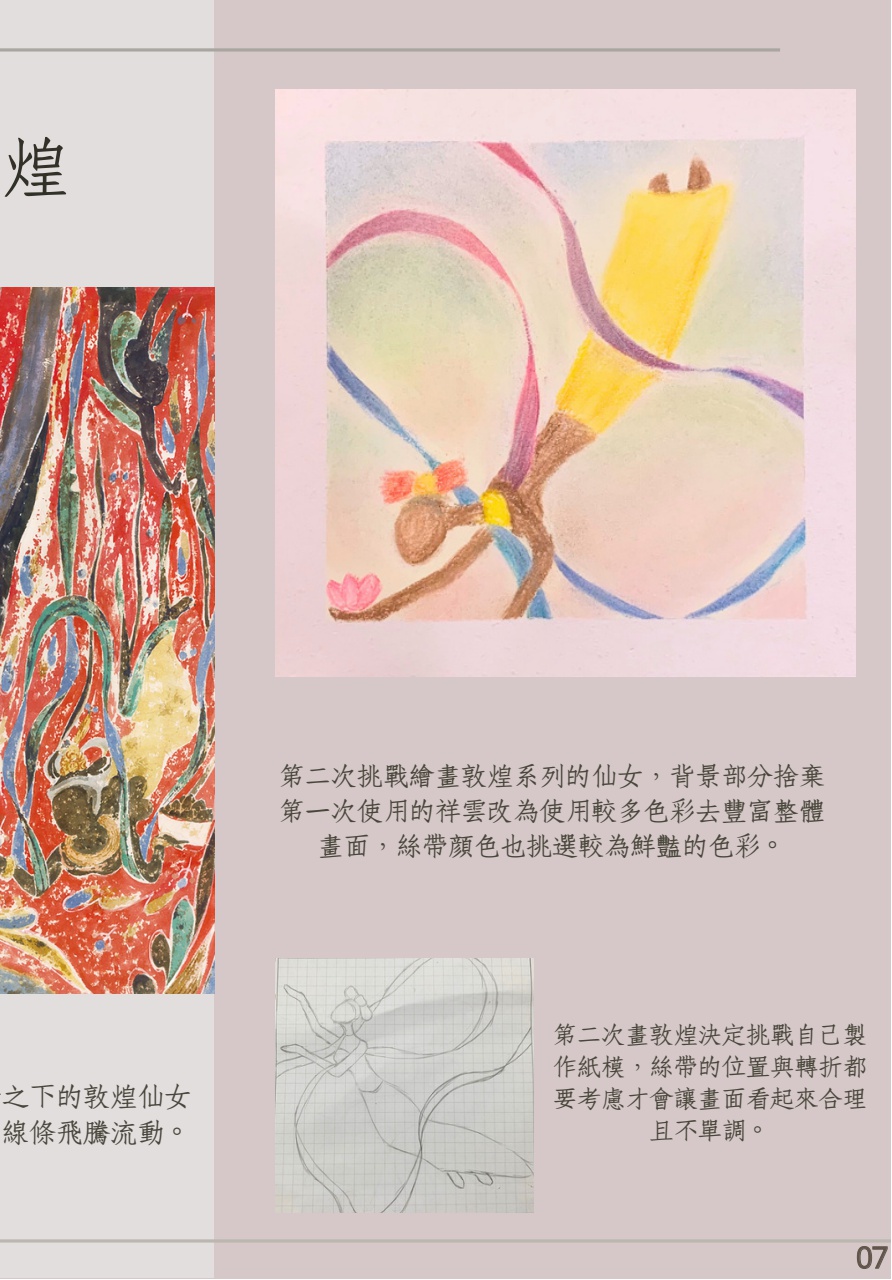 煌
之下的敦煌仙女
線條飛騰流動。
第二次挑戰繪畫敦煌系列的仙女，背景部分捨棄
第一次使用的祥雲改為使用較多色彩去豐富整體
畫面，絲帶顏色也挑選較為鮮豔的色彩。
第二次畫敦煌決定挑戰自己製
作紙模，絲帶的位置與轉折都
要考慮才會讓畫面看起來合理
且不單調。
07